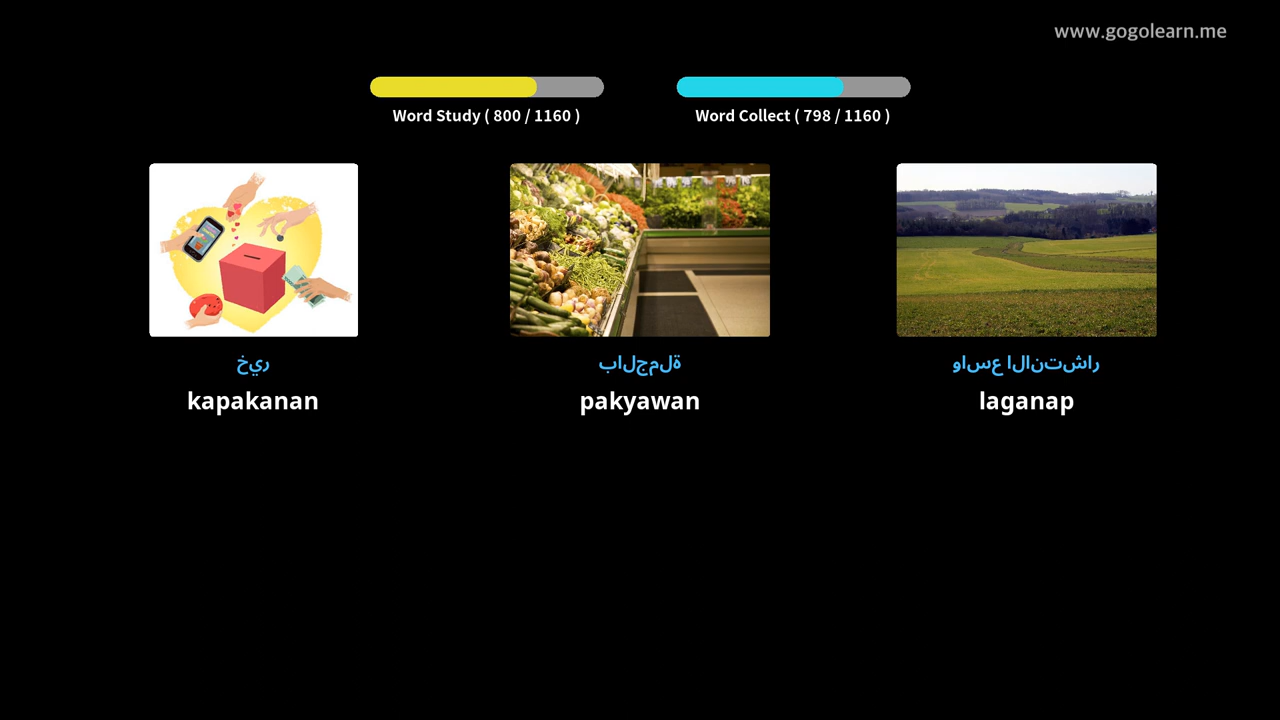 www.gogolearn.me
Word Study ( 800 / 1160 )
Word Collect ( 798 / 1160 )
خير
بالجملة
واسع الانتشار
kapakanan
pakyawan
laganap